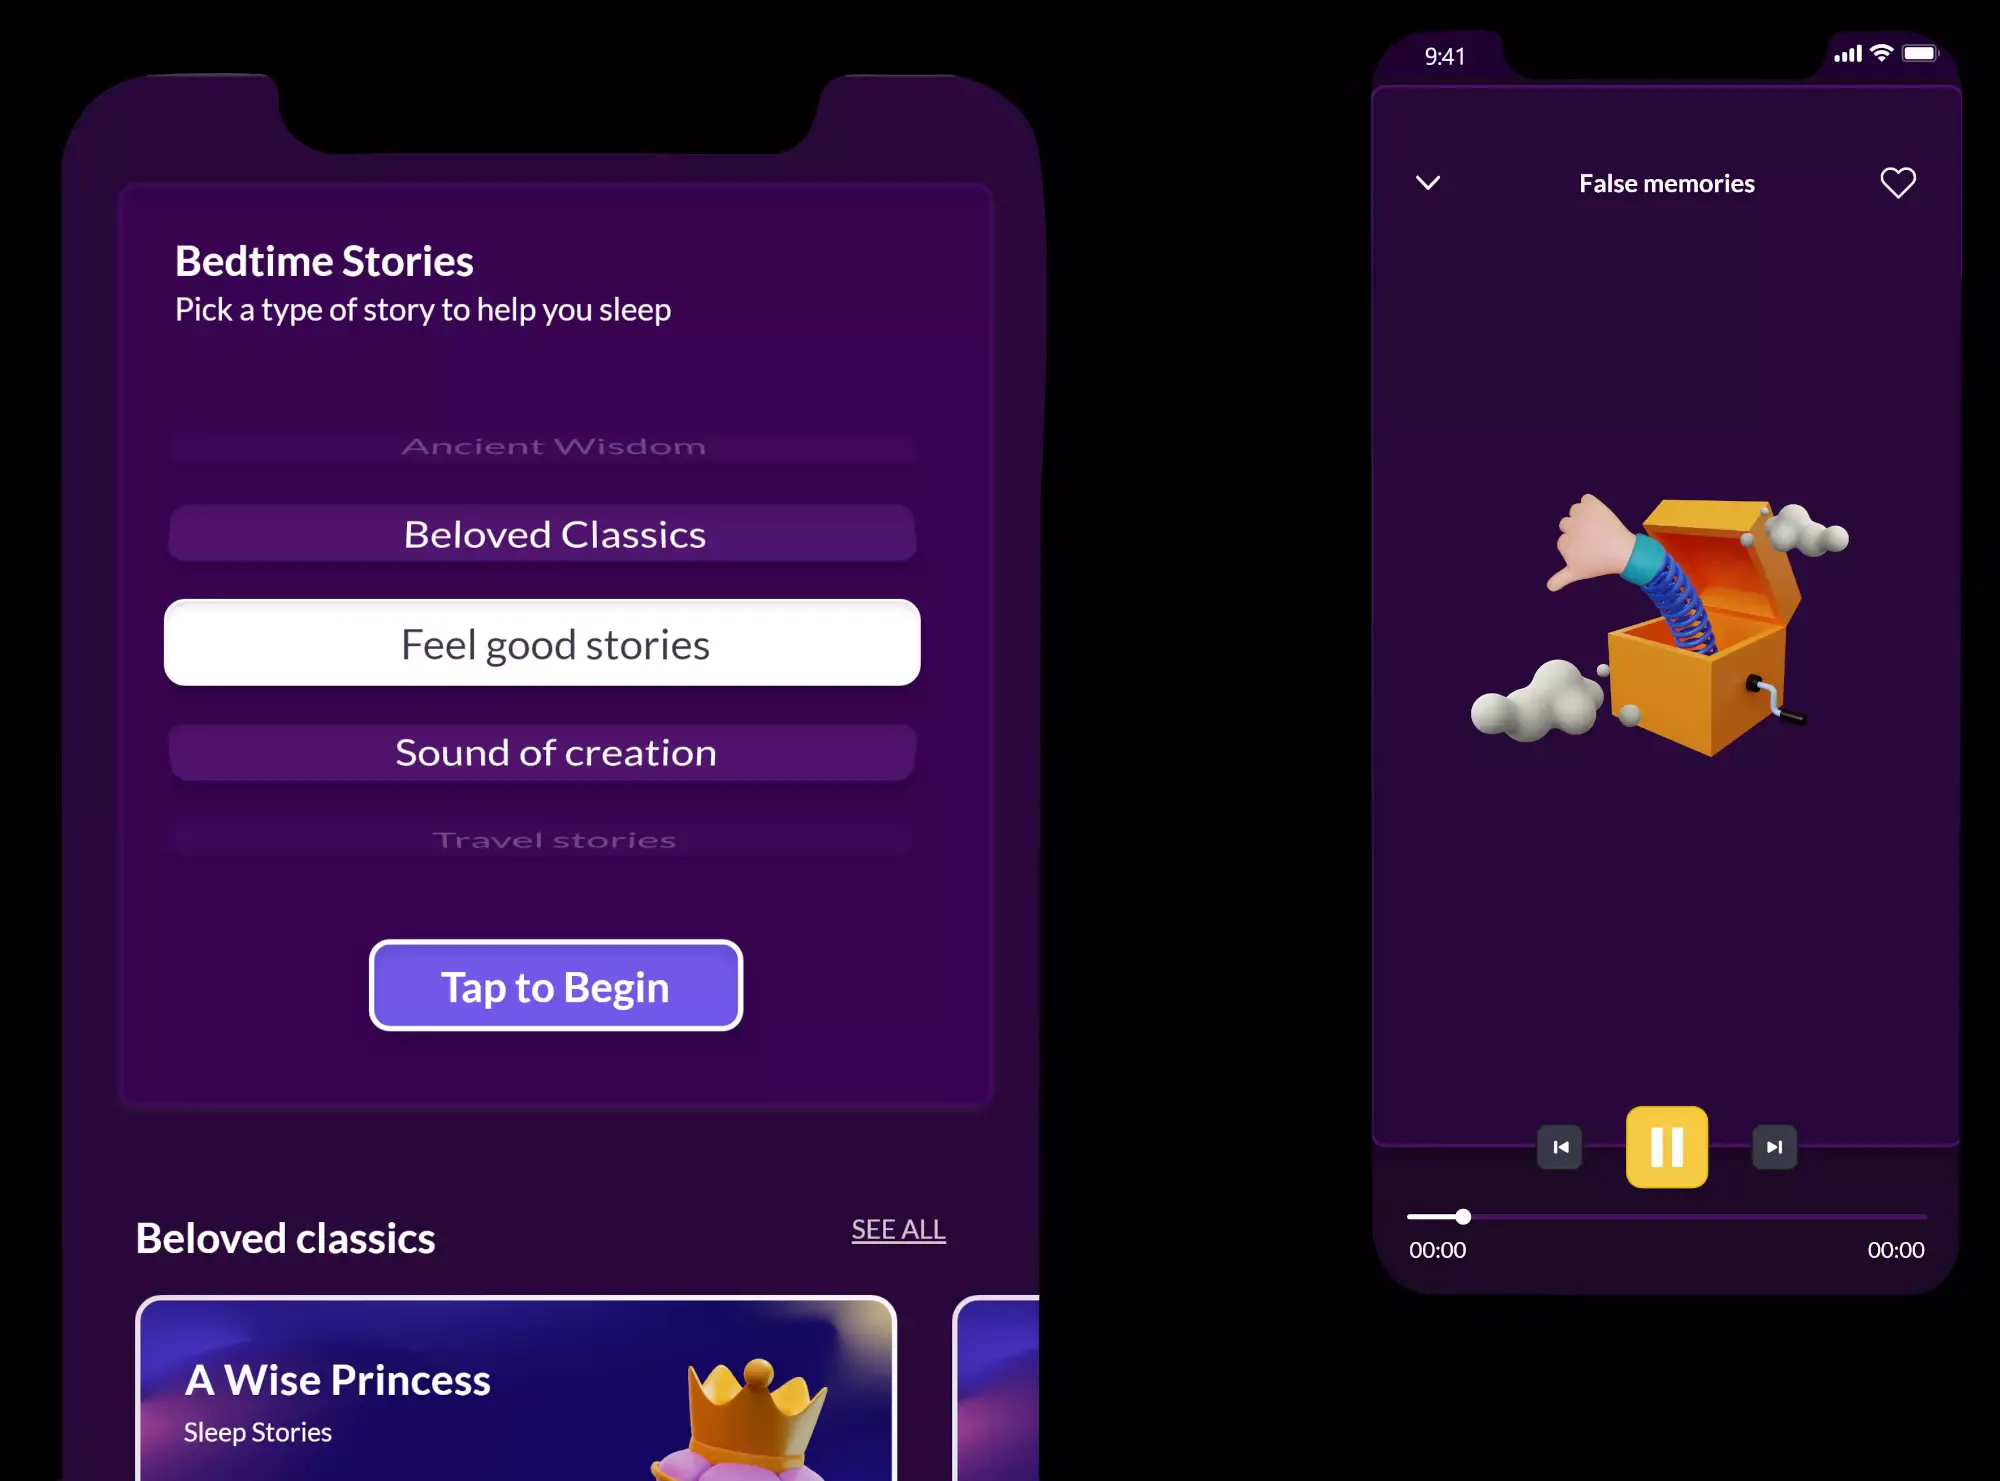 Bedtime Stories
Pick a type of story to help you sleep
Ancient Wisdom
Beloved Classics
Feel good stories
Sound of creation
Travel stories
Tap to Begin
Beloved classics
SEE ALL
A Wise Princess
Sleep Stories
9:41
False memories
00:00
00:00